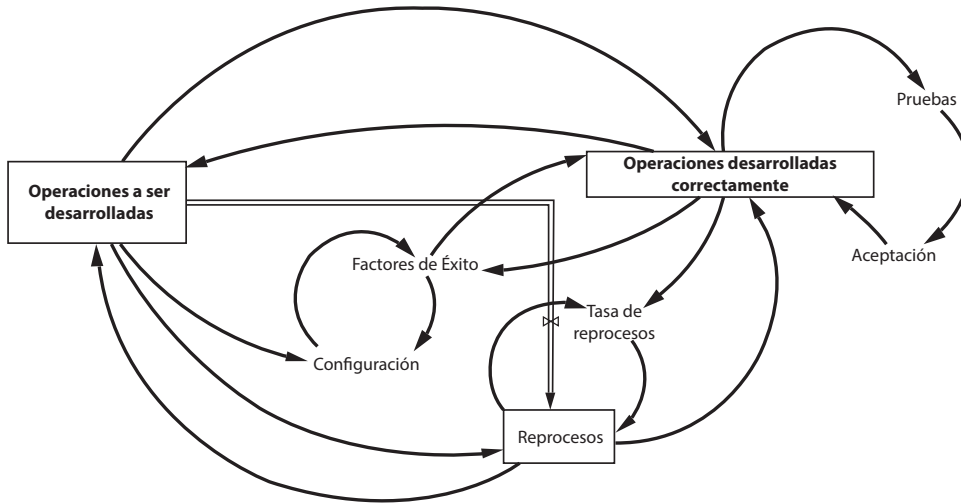 Pruebas
Operaciones desarrolladas
correctamente
Operaciones a ser
desarrolladas
Aceptación
Factores de Éxito
Tasa de
reprocesos
Configuración
Reprocesos